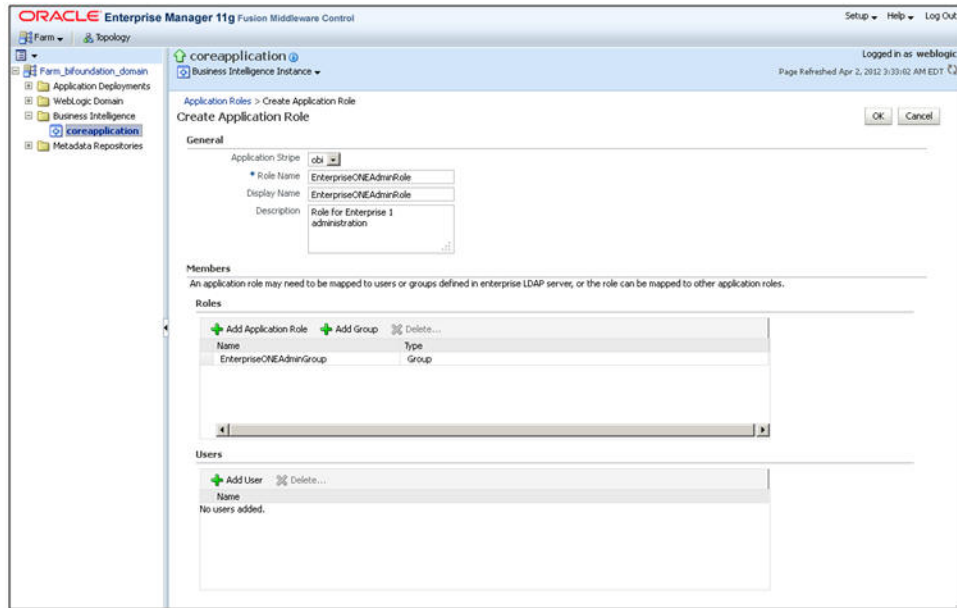 ORACLE Enterprise Manager 11g Fusion Middleware Control
Setup Help Log Out
Farm Topology
Farm_bifoundation_domain
Application Deployments
WebLogic Domain
Business Intelligence
coreapplication
Metadata Repositories
coreapplication
Logged in as weblogic
Business Intelligence Instance
Page Refreshed Apr 2, 2012 3:33:02 AM EDT
Application Roles > Create Application Role
Create Application Role
OK Cancel
General
Application Stripe obi
* Role Name EnterpriseONEAdminRole
Display Name EnterpriseONEAdminRole
Description Role for Enterprise 1
administration
Members
An application role may need to be mapped to users or groups defined in enterprise LDAP server, or the role can be mapped to other application roles.
Roles
Add Application Role Add Group Delete...
Name Type
EnterpriseONEAdminGroup Group
Users
Add User Delete...
Name
No users added.